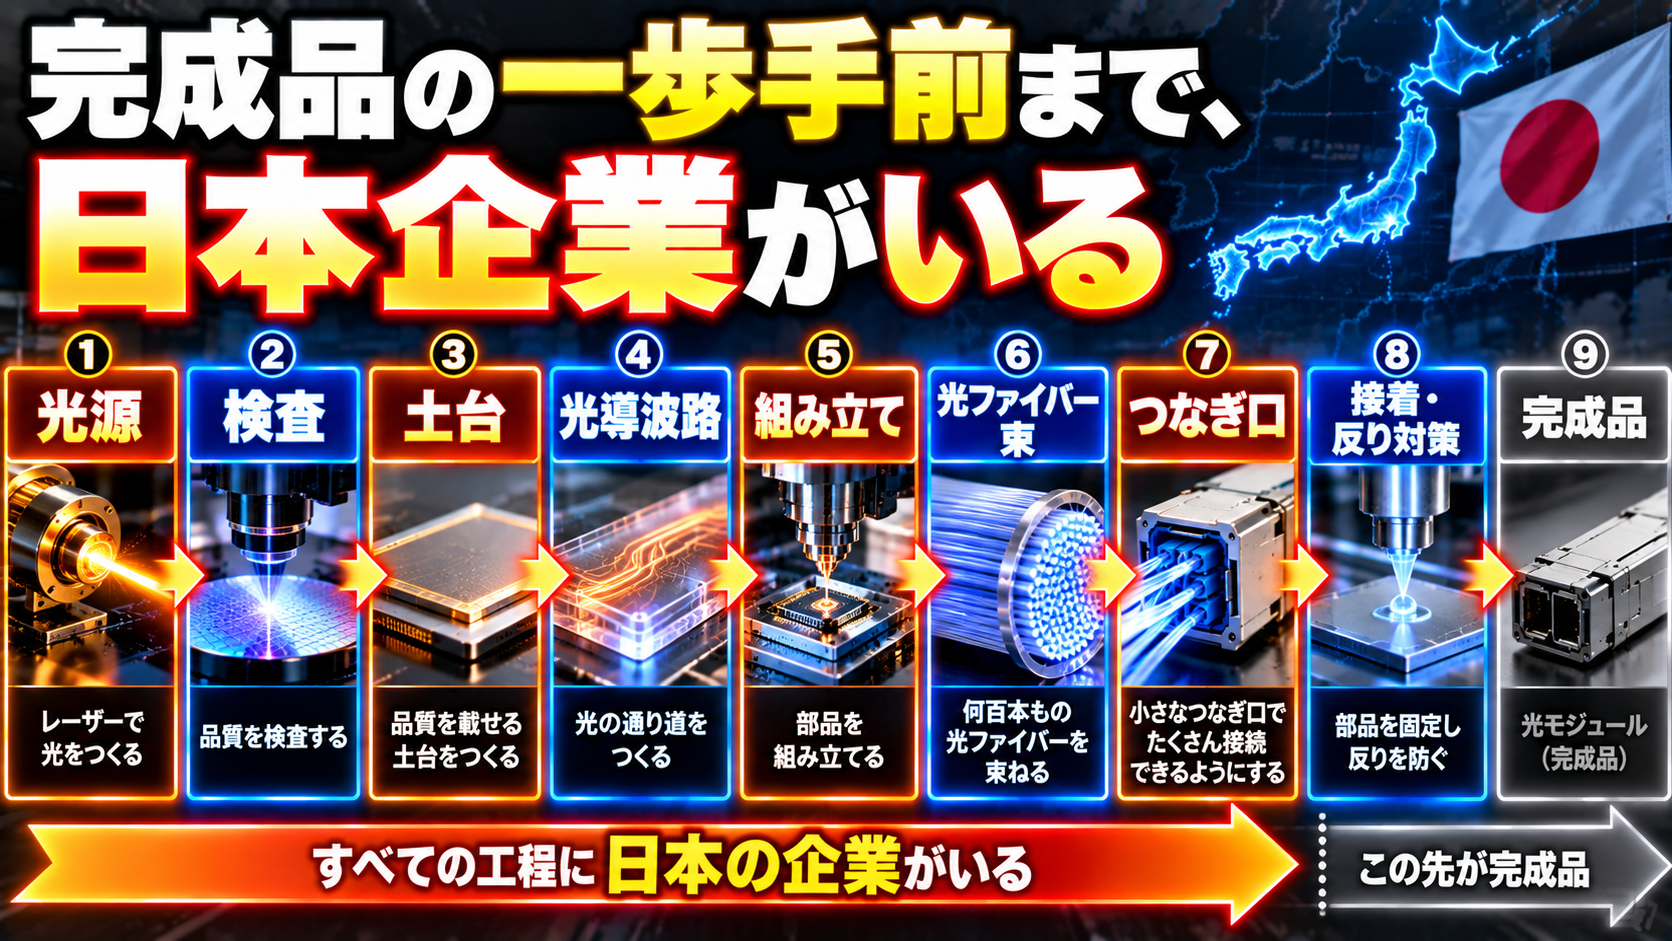 完成品の一歩手前まで、
日本企業がいる
1
光源
レーザーで
光をつくる
2
検査
品質を検査する
3
土台
品質を載せる
土台をつくる
4
光導波路
光の通り道を
つくる
5
組み立て
部品を
組み立てる
6
光ファイバー
束
何百本もの
光ファイバーを
束ねる
7
つなぎ口
小さなつなぎ口で
たくさん接続
できるようにする
8
接着・
反り対策
部品を固定し
反りを防ぐ
9
完成品
光モジュール
（完成品）
すべての工程に日本の企業がいる
この先が完成品